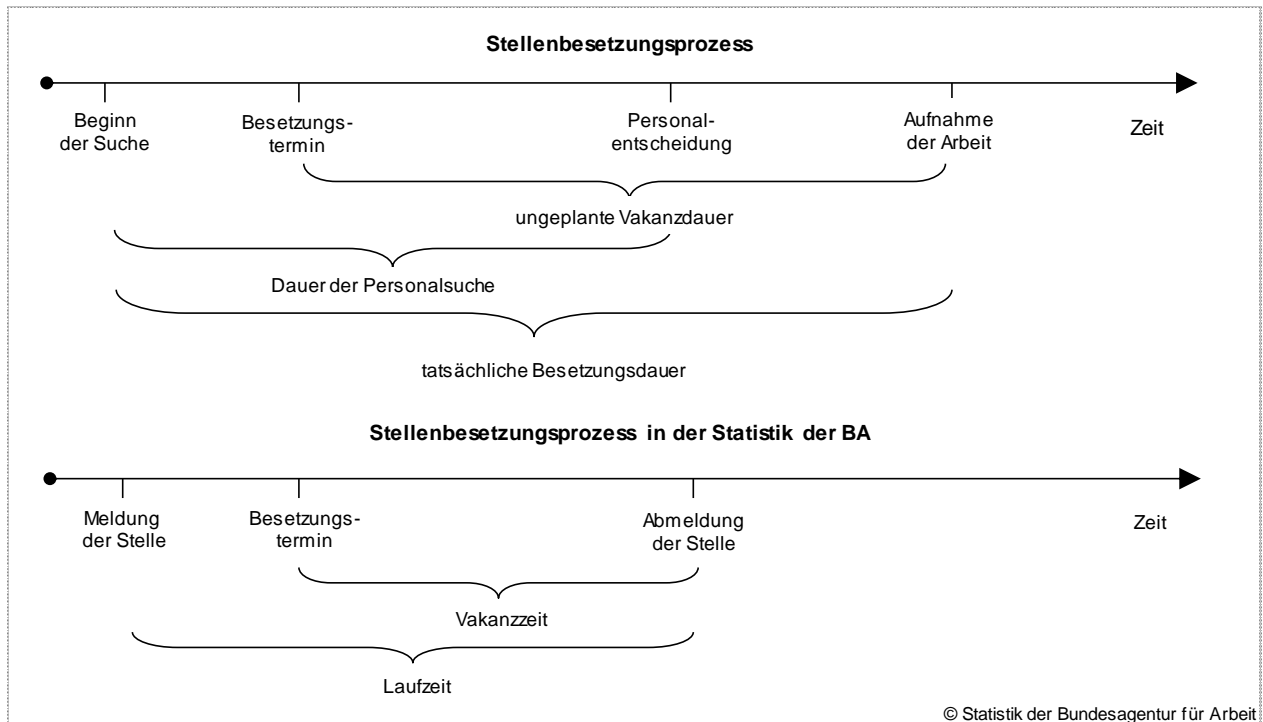 Stellenbesetzungsprozess
Beginn
der Suche
Besetzungs-
termin
Personal-
entscheidung
Aufnahme
der Arbeit
Zeit
ungeplante Vakanzdauer
Dauer der Personalsuche
tatsächliche Besetzungsdauer
Stellenbesetzungsprozess in der Statistik der BA
Meldung
der Stelle
Besetzungs-
termin
Abmeldung
der Stelle
Zeit
Vakanzzeit
Laufzeit
© Statistik der Bundesagentur für Arbeit